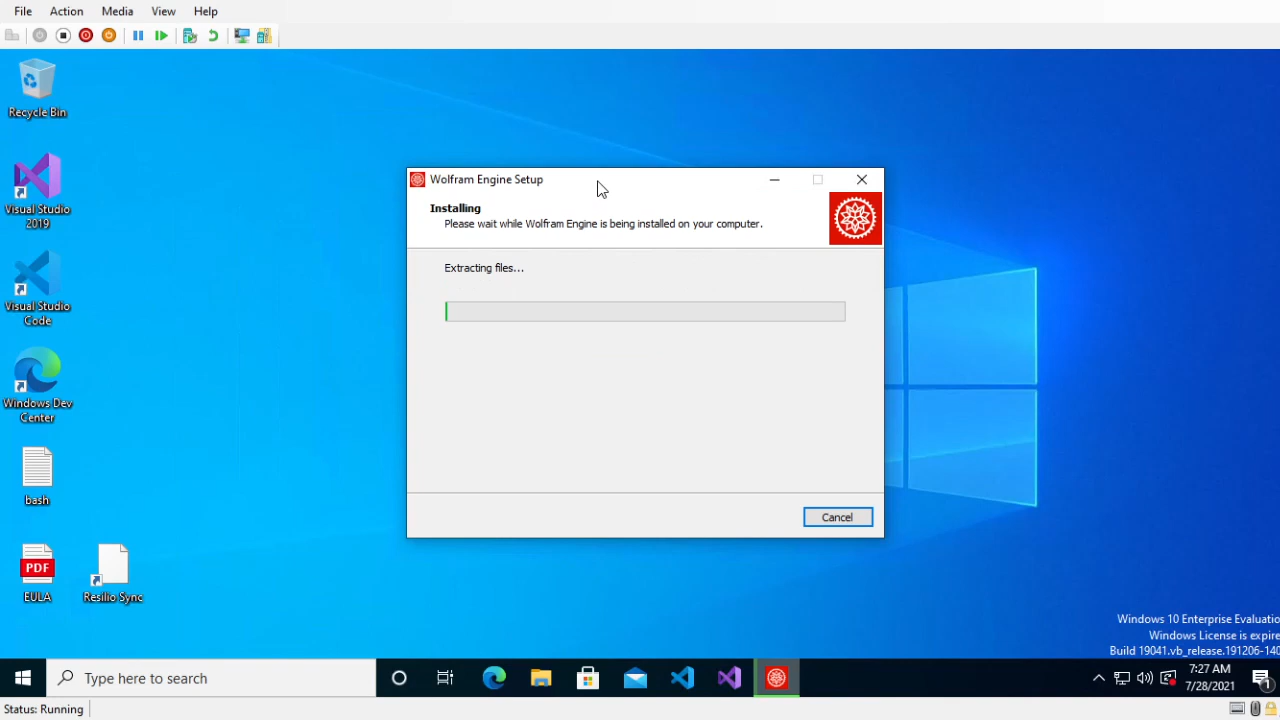 File Action Media View Help
Recycle Bin
Visual Studio
2019
Visual Studio
Code
Windows Dev
Center
bash
PDF
EULA
Resilio Sync
Wolfram Engine Setup
Installing
Please wait while Wolfram Engine is being installed on your computer.
Extracting files...
Cancel
Windows 10 Enterprise Evaluatio
Windows License is expire
Build 19041.vb_release.191206-140
Type here to search
7:27 AM
7/28/2021
1
Status: Running